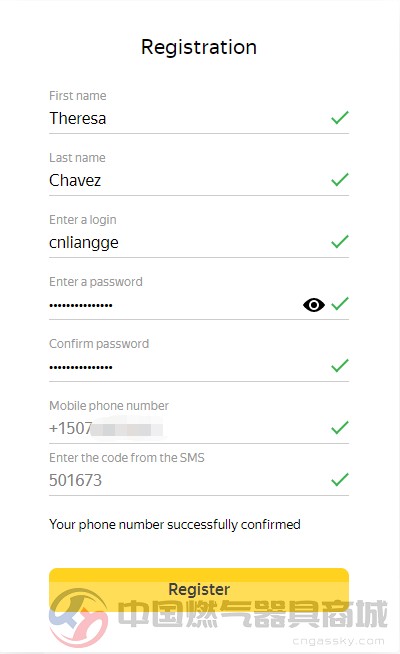 Registration
First name
Theresa
Last name
Chavez
Enter a login
cnliangge
Enter a password
•••••••••••••••
Confirm password
•••••••••••••••
Mobile phone number
+1507
Enter the code from the SMS
501673
Your phone number successfully confirmed
Register
中国燃气器具商城
cngassky.com